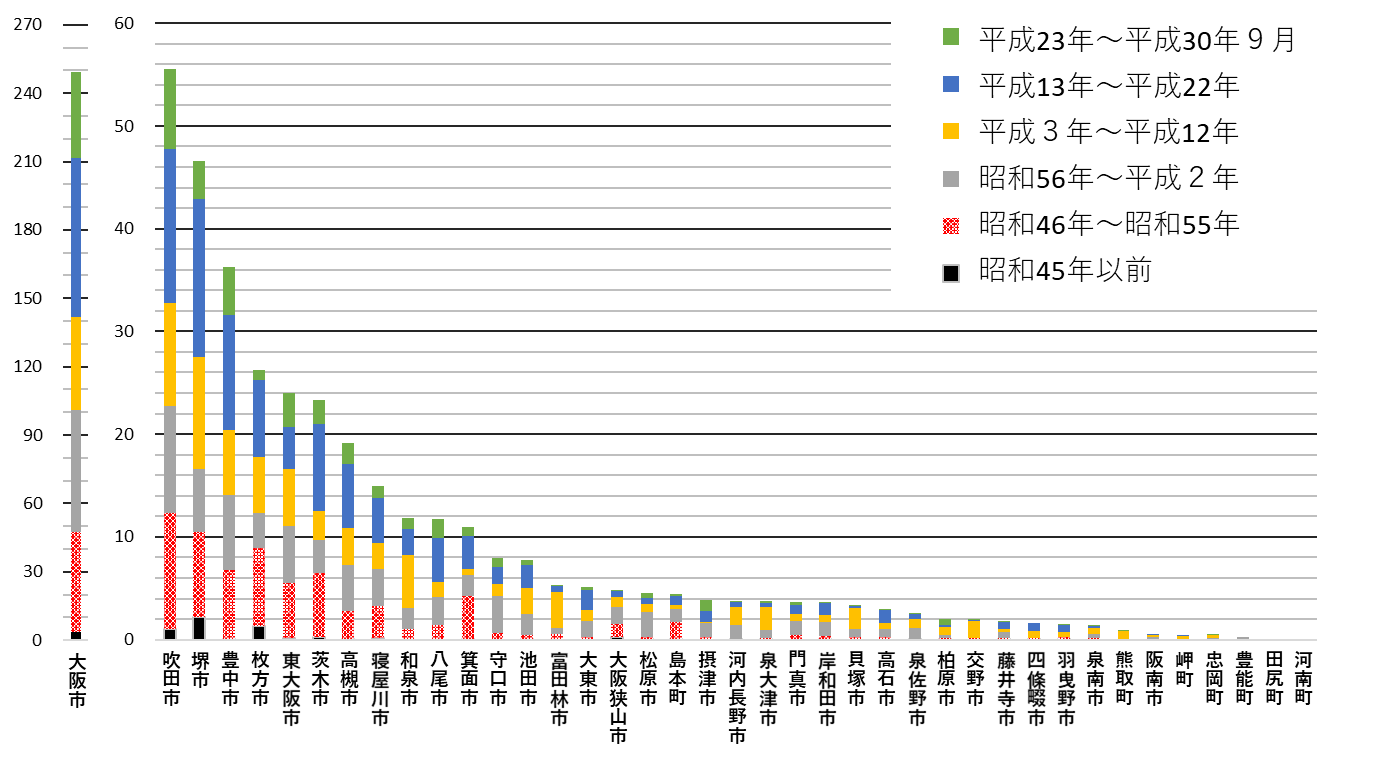 270
240
210
180
150
120
90
60
30
0
60
50
40
30
20
10
0
平成23年～平成30年９月
平成13年～平成22年
平成３年～平成12年
昭和56年～平成２年
昭和46年～昭和55年
昭和45年以前
大阪市
吹田市
堺市
豊中市
枚方市
東大阪市
茨木市
高槻市
寝屋川市
和泉市
八尾市
箕面市
守口市
池田市
富田林市
大東市
大阪狭山市
松原市
島本町
摂津市
河内長野市
泉大津市
門真市
岸和田市
貝塚市
高石市
泉佐野市
柏原市
交野市
藤井寺市
四條畷市
羽曳野市
泉南市
熊取町
阪南市
岬町
忠岡町
豊能町
田尻町
河南町